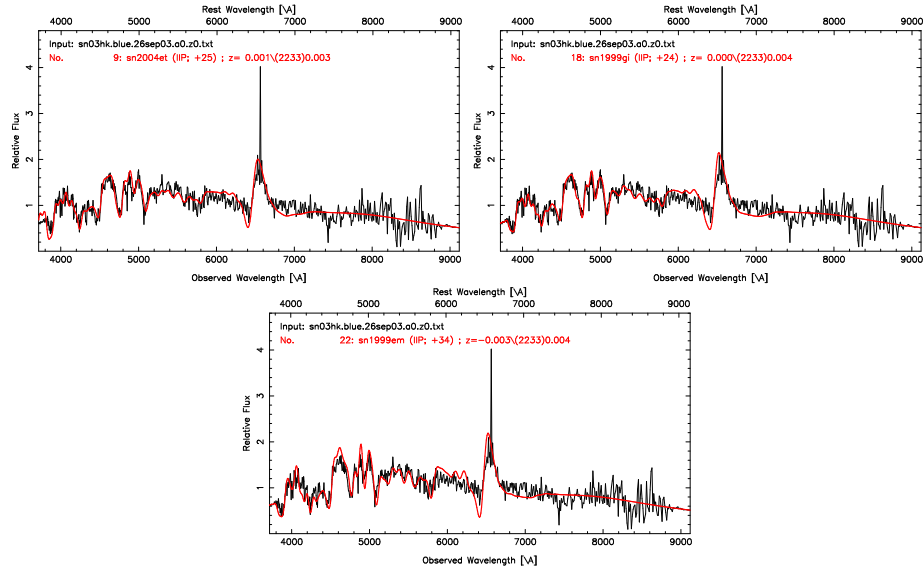 Rest Wavelength [\A]
4000 5000 6000 7000 8000 9000
Input: sn03hk.blue.26sep03.a0.z0.txt
No. 9: sn2004et (IIP; +25) ; z= 0.001\(2233)0.003
Relative Flux
4
3
2
1
4000 5000 6000 7000 8000 9000
Observed Wavelength [\A]
Rest Wavelength [\A]
4000 5000 6000 7000 8000 9000
Input: sn03hk.blue.26sep03.a0.z0.txt
No. 18: sn1999gi (IIP; +24) ; z= 0.000\(2233)0.004
Relative Flux
4
3
2
1
4000 5000 6000 7000 8000 9000
Observed Wavelength [\A]
Rest Wavelength [\A]
4000 5000 6000 7000 8000 9000
Input: sn03hk.blue.26sep03.a0.z0.txt
No. 22: sn1999em (IIP; +34) ; z=-0.003\(2233)0.004
Relative Flux
4
3
2
1
4000 5000 6000 7000 8000 9000
Observed Wavelength [\A]